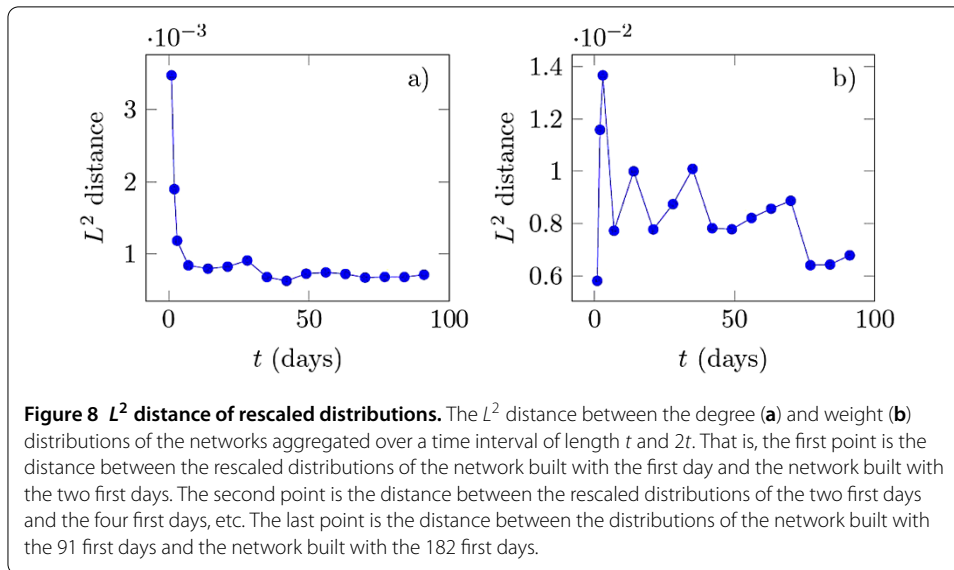 ·10⁻³
a)
3
2
1
L² distance
0 50 100
t (days)
·10⁻²
b)
1.4
1.2
1
0.8
0.6
L² distance
0 50 100
t (days)
Figure 8 L² distance of rescaled distributions. The L² distance between the degree (a) and weight (b)
distributions of the networks aggregated over a time interval of length t and 2t. That is, the first point is the
distance between the rescaled distributions of the network built with the first day and the network built with
the two first days. The second point is the distance between the rescaled distributions of the two first days
and the four first days, etc. The last point is the distance between the distributions of the network built with
the 91 first days and the network built with the 182 first days.